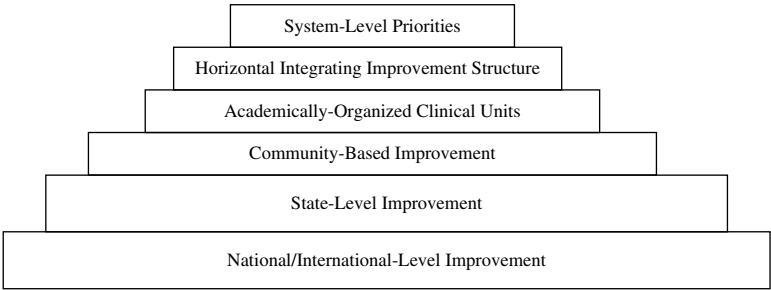 System-Level Priorities
Horizontal Integrating Improvement Structure
Academically-Organized Clinical Units
Community-Based Improvement
State-Level Improvement
National/International-Level Improvement